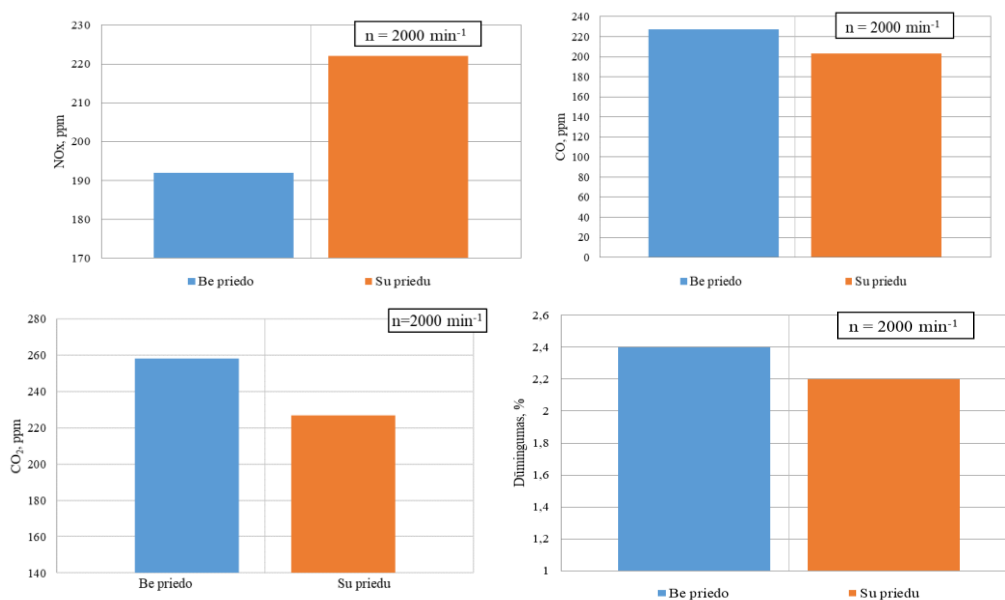 n = 2000 min⁻¹
NOx, ppm
230
220
210
200
190
180
170
Be priedo
Su priedu
n = 2000 min⁻¹
CO, ppm
240
220
200
180
160
140
120
100
80
60
40
20
0
Be priedo
Su priedu
n=2000 min⁻¹
CO₂, ppm
280
260
240
220
200
180
160
140
Be priedo
Su priedu
n = 2000 min⁻¹
Dūmingumas, %
2,6
2,4
2,2
2
1,8
1,6
1,4
1,2
1
Be priedo
Su priedu